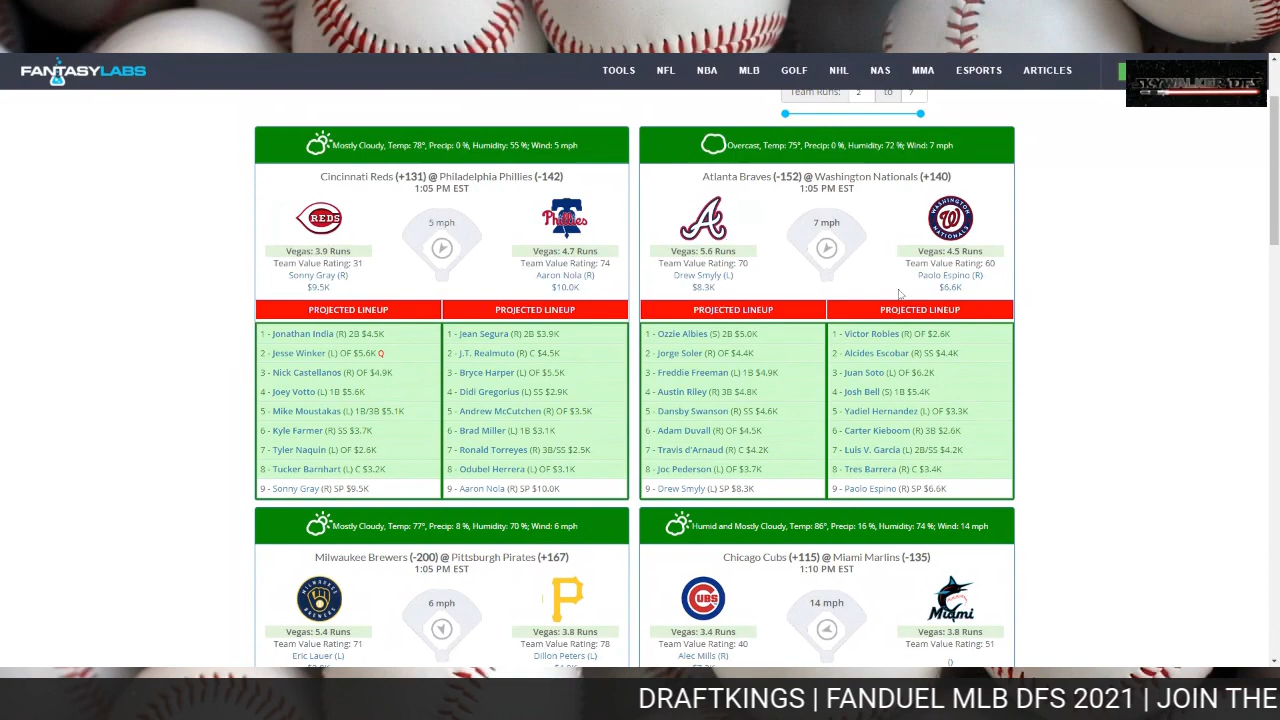 FANTASYLABS
TOOLS NFL NBA MLB GOLF NHL NAS MMA ESPORTS ARTICLES
SKYWALKER DFS
Team Runs: 2 to 7
Mostly Cloudy, Temp: 78°, Precip: 0 %, Humidity: 55 %; Wind: 5 mph
Cincinnati Reds (+131) @ Philadelphia Phillies (-142)
1:05 PM EST
REDS
5 mph
Phillies
Vegas: 3.9 Runs
Team Value Rating: 31
Sonny Gray (R)
$9.5K
Vegas: 4.7 Runs
Team Value Rating: 74
Aaron Nola (R)
$10.0K
PROJECTED LINEUP
1 - Jonathan India (R) 2B $4.5K
2 - Jesse Winker (L) OF $5.6K Q
3 - Nick Castellanos (R) OF $4.9K
4 - Joey Votto (L) 1B $5.6K
5 - Mike Moustakas (L) 1B/3B $5.1K
6 - Kyle Farmer (R) SS $3.7K
7 - Tyler Naquin (L) OF $2.6K
8 - Tucker Barnhart (L) C $3.2K
9 - Sonny Gray (R) SP $9.5K
PROJECTED LINEUP
1 - Jean Segura (R) 2B $3.9K
2 - J.T. Realmuto (R) C $4.5K
3 - Bryce Harper (L) OF $5.5K
4 - Didi Gregorius (L) SS $2.9K
5 - Andrew McCutchen (R) OF $3.5K
6 - Brad Miller (L) 1B $3.1K
7 - Ronald Torreyes (R) 3B/SS $2.5K
8 - Odubel Herrera (L) OF $3.1K
9 - Aaron Nola (R) SP $10.0K
Overcast, Temp: 75°, Precip: 0 %, Humidity: 72 %; Wind: 7 mph
Atlanta Braves (-152) @ Washington Nationals (+140)
1:05 PM EST
A
7 mph
WASHINGTON
W
NATIONALS
Vegas: 5.6 Runs
Team Value Rating: 70
Drew Smyly (L)
$8.3K
Vegas: 4.5 Runs
Team Value Rating: 60
Paolo Espino (R)
$6.6K
PROJECTED LINEUP
1 - Ozzie Albies (S) 2B $5.0K
2 - Jorge Soler (R) OF $4.4K
3 - Freddie Freeman (L) 1B $4.9K
4 - Austin Riley (R) 3B $4.8K
5 - Dansby Swanson (R) SS $4.6K
6 - Adam Duvall (R) OF $4.5K
7 - Travis d'Arnaud (R) C $4.2K
8 - Joc Pederson (L) OF $3.7K
9 - Drew Smyly (L) SP $8.3K
PROJECTED LINEUP
1 - Victor Robles (R) OF $2.6K
2 - Alcides Escobar (R) SS $4.4K
3 - Juan Soto (L) OF $6.2K
4 - Josh Bell (S) 1B $5.4K
5 - Yadiel Hernandez (L) OF $3.3K
6 - Carter Kieboom (R) 3B $2.6K
7 - Luis V. Garcia (L) 2B/SS $4.2K
8 - Tres Barrera (R) C $3.4K
9 - Paolo Espino (R) SP $6.6K
Mostly Cloudy, Temp: 77°, Precip: 8 %, Humidity: 70 %; Wind: 6 mph
Milwaukee Brewers (-200) @ Pittsburgh Pirates (+167)
1:05 PM EST
MILWAUKEE
BREWERS
6 mph
P
Vegas: 5.4 Runs
Team Value Rating: 71
Eric Lauer (L)
Vegas: 3.8 Runs
Team Value Rating: 78
Dillon Peters (L)
Humid and Mostly Cloudy, Temp: 86°, Precip: 16 %, Humidity: 74 %; Wind: 14 mph
Chicago Cubs (+115) @ Miami Marlins (-135)
1:10 PM EST
CUBS
14 mph
Miami
Vegas: 3.4 Runs
Team Value Rating: 40
Alec Mills (R)
Vegas: 3.8 Runs
Team Value Rating: 51
()
DRAFTKINGS | FANDUEL MLB DFS 2021 | JOIN THE